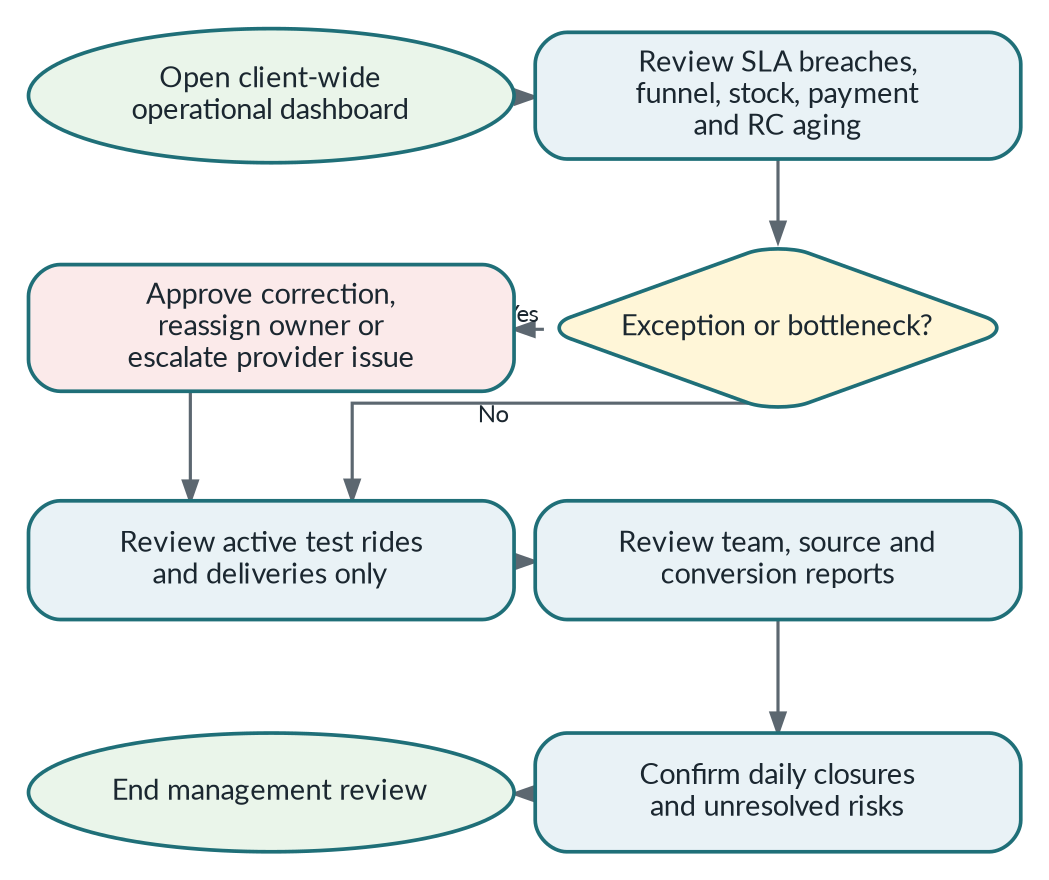 Open client-wide
operational dashboard
Review SLA breaches,
funnel, stock, payment
and RC aging
Approve correction,
reassign owner or
escalate provider issue
Yes
Exception or bottleneck?
No
Review active test rides
and deliveries only
Review team, source and
conversion reports
End management review
Confirm daily closures
and unresolved risks